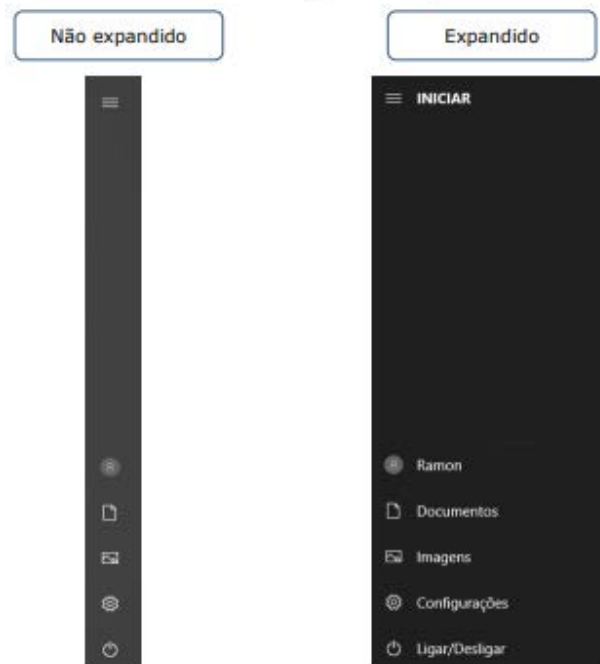 Não expandido
Expandido
INICIAR
Ramon
Documentos
Imagens
Configurações
Ligar/Desligar